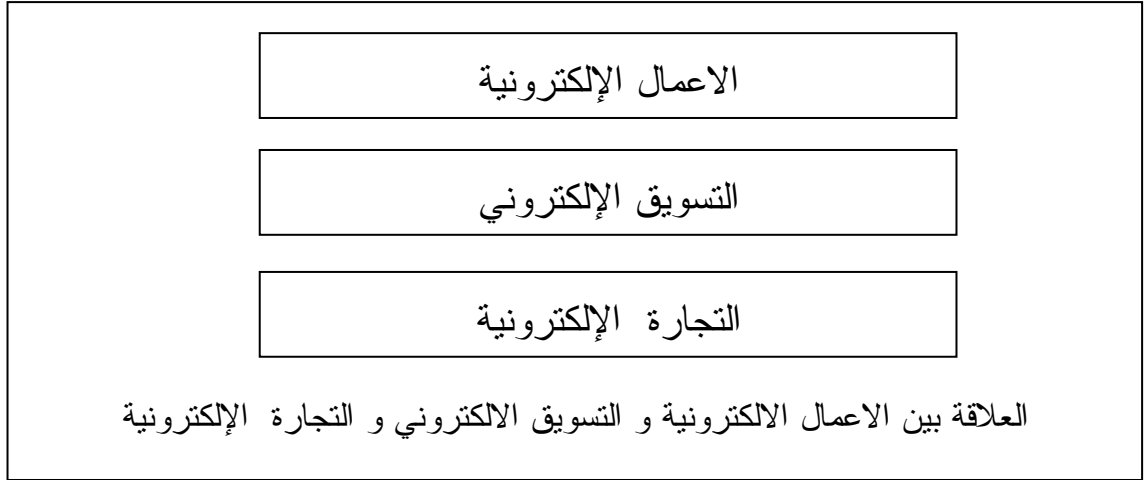 الاعمال الإلكترونية
التسويق الإلكتروني
التجارة الإلكترونية
العلاقة بين الاعمال الالكترونية و التسويق الالكتروني و التجارة الإلكترونية